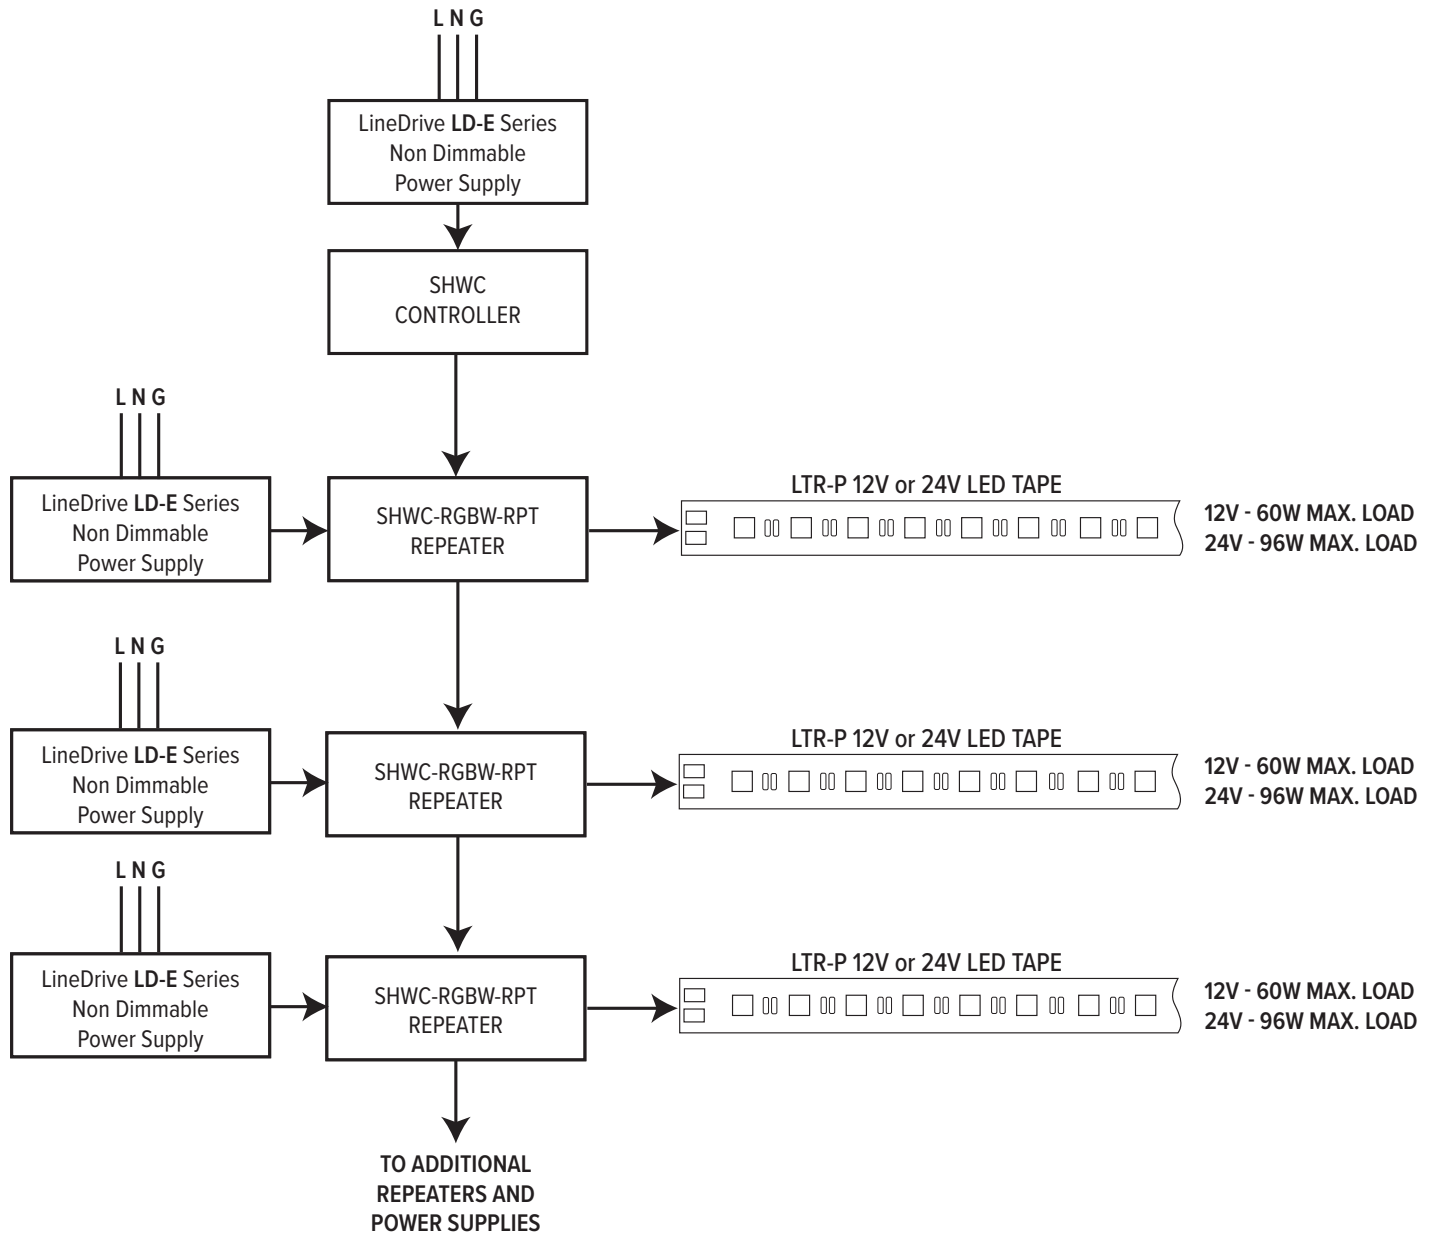 L N G
LineDrive LD-E Series
Non Dimmable
Power Supply
SHWC
CONTROLLER
L N G
LineDrive LD-E Series
Non Dimmable
Power Supply
SHWC-RGBW-RPT
REPEATER
LTR-P 12V or 24V LED TAPE
12V - 60W MAX. LOAD
24V - 96W MAX. LOAD
L N G
LineDrive LD-E Series
Non Dimmable
Power Supply
SHWC-RGBW-RPT
REPEATER
LTR-P 12V or 24V LED TAPE
12V - 60W MAX. LOAD
24V - 96W MAX. LOAD
L N G
LineDrive LD-E Series
Non Dimmable
Power Supply
SHWC-RGBW-RPT
REPEATER
LTR-P 12V or 24V LED TAPE
12V - 60W MAX. LOAD
24V - 96W MAX. LOAD
TO ADDITIONAL
REPEATERS AND
POWER SUPPLIES